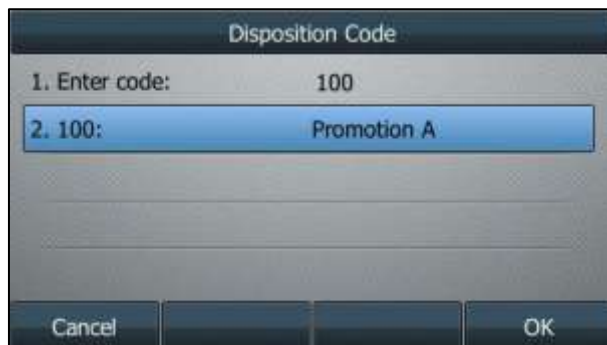 Disposition Code
1. Enter code: 100
2. 100: Promotion A
Cancel OK